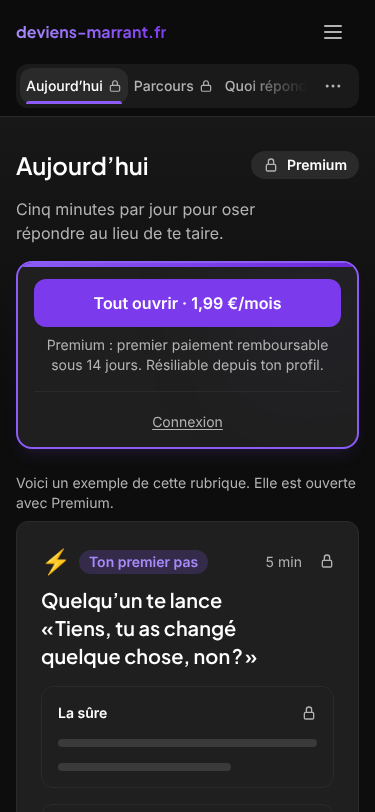 deviens-marrant.fr
Aujourd’hui Parcours Quoi répond
Aujourd’hui
Premium
Cinq minutes par jour pour oser
répondre au lieu de te taire.
Tout ouvrir · 1,99 €/mois
Premium : premier paiement remboursable
sous 14 jours. Résiliable depuis ton profil.
Connexion
Voici un exemple de cette rubrique. Elle est ouverte
avec Premium.
⚡ Ton premier pas 5 min
Quelqu’un te lance
« Tiens, tu as changé
quelque chose, non ? »
La sûre